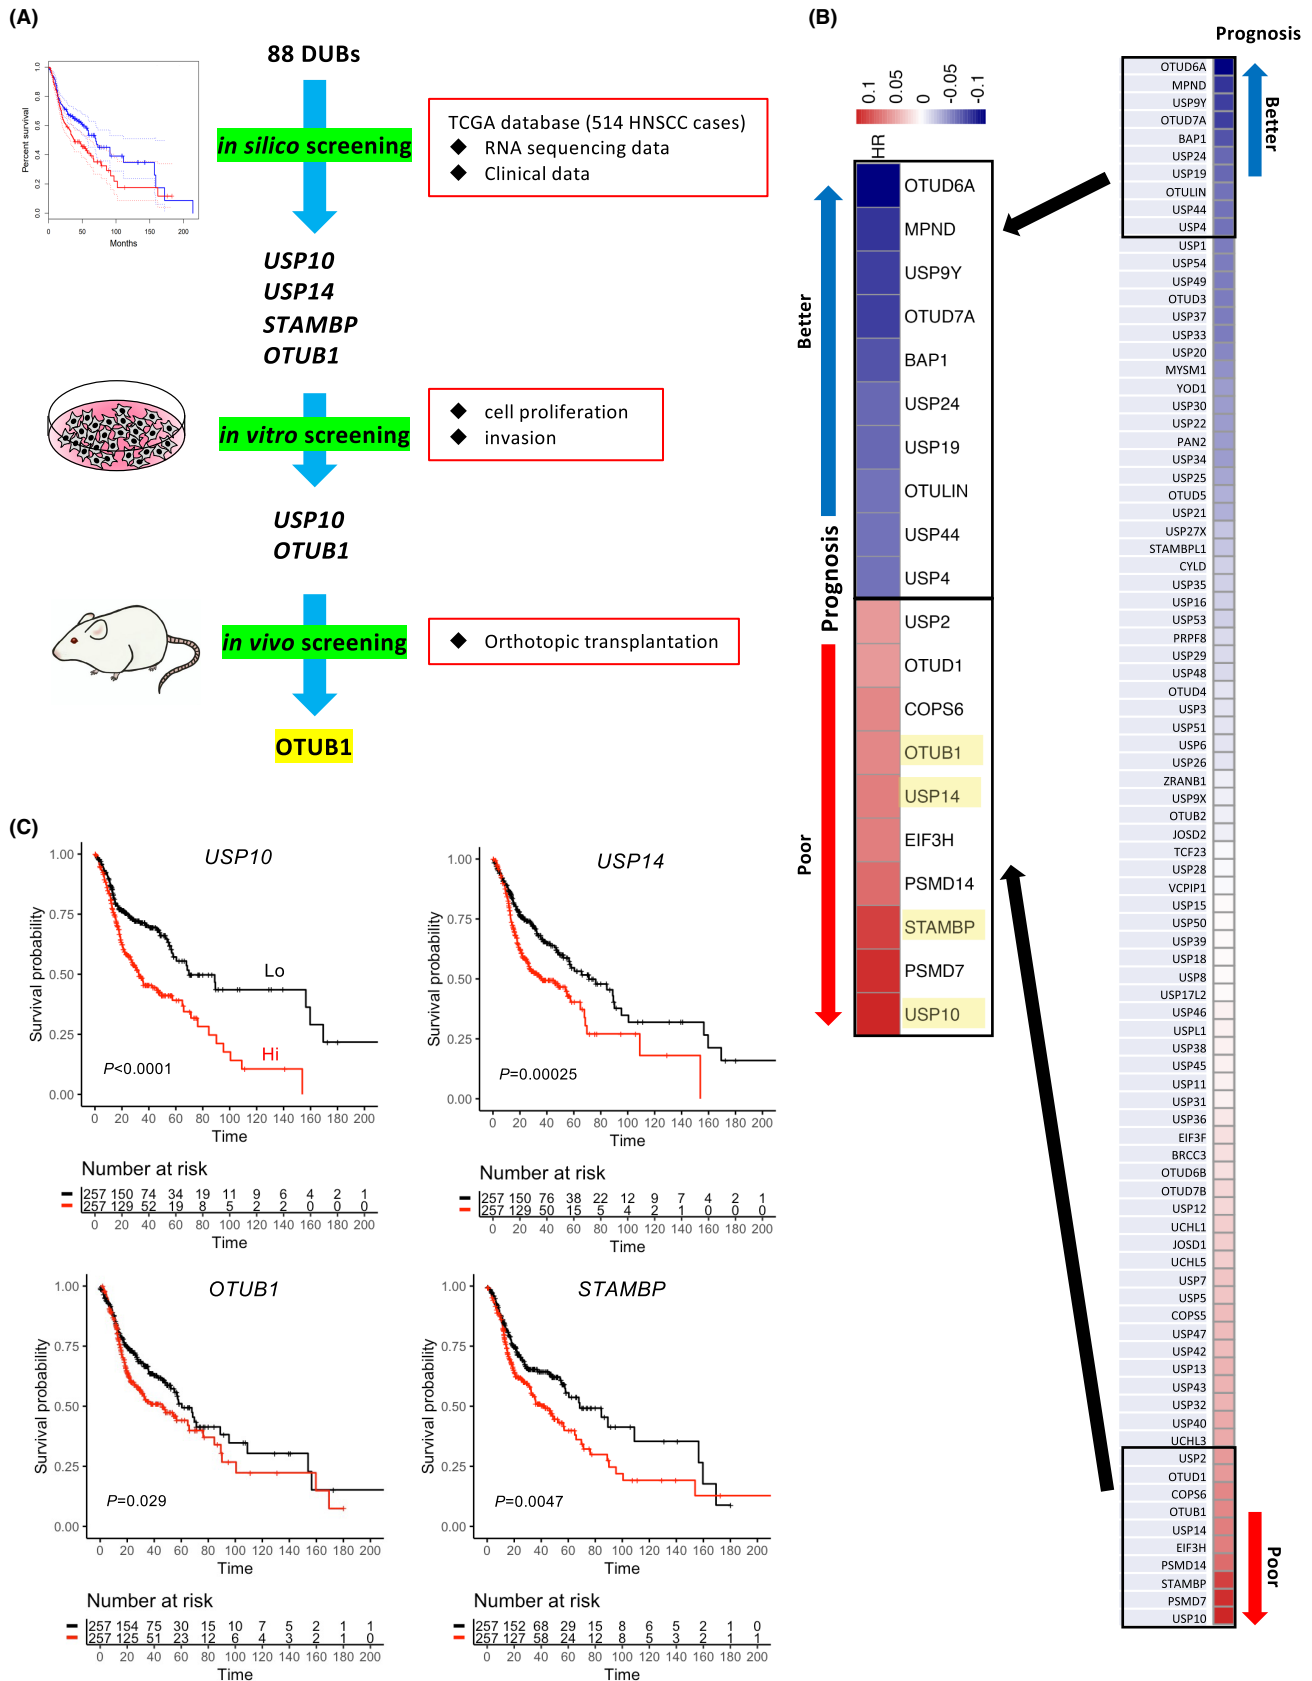 (A)
88 DUBs
Percent survival
1.0
0.8
0.6
0.4
0.2
0.0
0 50 100 150 200
Months
in silico screening
TCGA database (514 HNSCC cases)
◆ RNA sequencing data
◆ Clinical data
USP10
USP14
STAMBP
OTUB1
in vitro screening
◆ cell proliferation
◆ invasion
USP10
OTUB1
in vivo screening
◆ Orthotopic transplantation
OTUB1
(B)
0.1 0.05 0 -0.05 -0.1
HR
Better
Prognosis
Poor
OTUD6A
MPND
USP9Y
OTUD7A
BAP1
USP24
USP19
OTULIN
USP44
USP4
USP2
OTUD1
COPS6
OTUB1
USP14
EIF3H
PSMD14
STAMBP
PSMD7
USP10
Prognosis
Better
Poor
OTUD6A
MPND
USP9Y
OTUD7A
BAP1
USP24
USP19
OTULIN
USP44
USP4
USP1
USP54
USP49
OTUD3
USP37
USP33
USP20
MYSM1
YOD1
USP30
USP22
PAN2
USP34
USP25
OTUD5
USP21
USP27X
STAMBPL1
CYLD
USP35
USP16
USP53
PRPF8
USP29
USP48
OTUD4
USP3
USP51
USP6
USP26
ZRANB1
USP9X
OTUB2
JOSD2
TCF23
USP28
VCPIP1
USP15
USP50
USP39
USP18
USP8
USP17L2
USP46
USPL1
USP38
USP45
USP11
USP31
USP36
EIF3F
BRCC3
OTUD6B
OTUD7B
USP12
UCHL1
JOSD1
UCHL5
USP7
USP5
COPS5
USP47
USP42
USP13
USP43
USP32
USP40
UCHL3
USP2
OTUD1
COPS6
OTUB1
USP14
EIF3H
PSMD14
STAMBP
PSMD7
USP10
(C)
USP10
Survival probability
1.00
0.75
0.50
0.25
0.00
Lo
Hi
P<0.0001
0 20 40 60 80 100 120 140 160 180 200
Time
Number at risk
257 150 74 34 19 11 9 6 4 2 1
257 129 52 19 8 5 2 2 0 0 0
0 20 40 60 80 100 120 140 160 180 200
Time
USP14
Survival probability
1.00
0.75
0.50
0.25
0.00
P=0.00025
0 20 40 60 80 100 120 140 160 180 200
Time
Number at risk
257 150 76 38 22 12 9 7 4 2 1
257 129 50 15 5 4 2 1 0 0 0
0 20 40 60 80 100 120 140 160 180 200
Time
OTUB1
Survival probability
1.00
0.75
0.50
0.25
0.00
P=0.029
0 20 40 60 80 100 120 140 160 180 200
Time
Number at risk
257 154 75 30 15 10 7 5 2 1 1
257 125 51 23 12 6 4 3 2 1 0
0 20 40 60 80 100 120 140 160 180 200
Time
STAMBP
Survival probability
1.00
0.75
0.50
0.25
0.00
P=0.0047
0 20 40 60 80 100 120 140 160 180 200
Time
Number at risk
257 152 68 29 15 8 6 5 2 1 0
257 127 58 24 12 8 5 3 2 1 1
0 20 40 60 80 100 120 140 160 180 200
Time